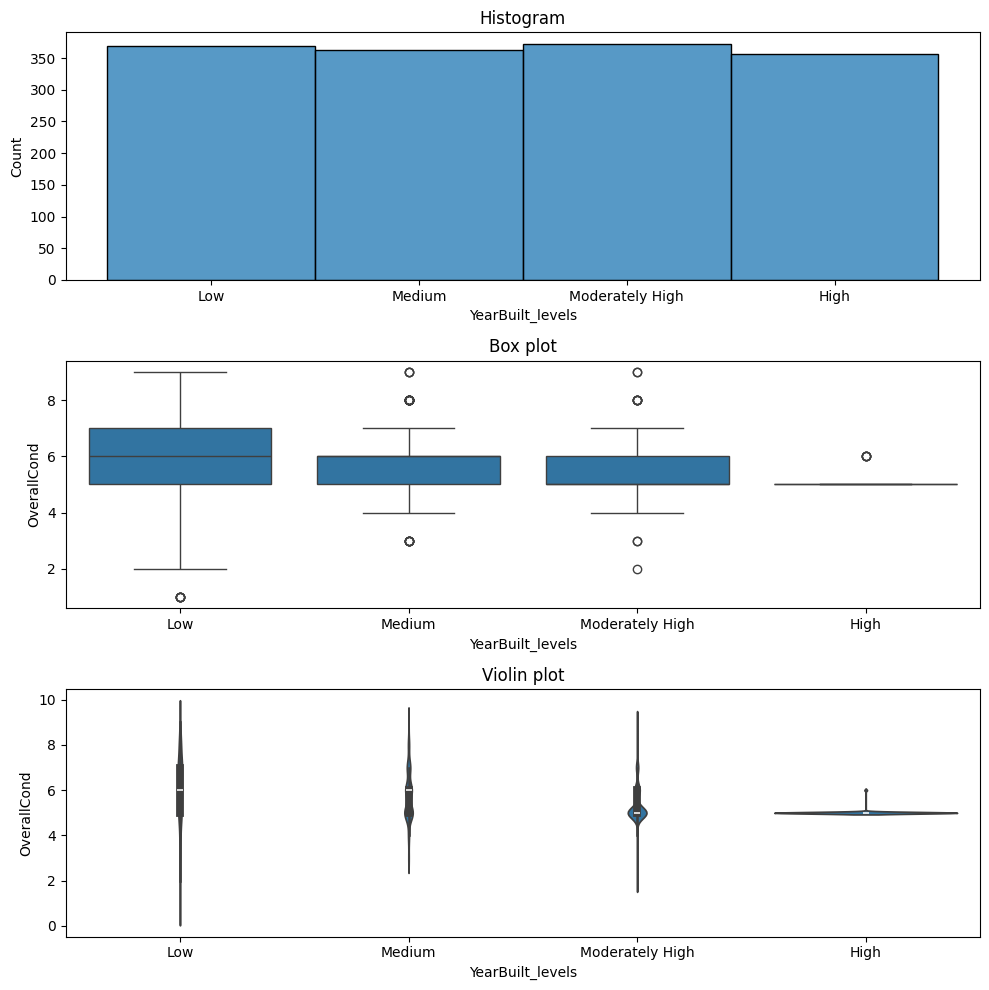 Histogram
350
300
250
200
150
100
50
0
Count
Low Medium Moderately High High
YearBuilt_levels
Box plot
8
6
4
2
OverallCond
Low Medium Moderately High High
YearBuilt_levels
Violin plot
10
8
6
4
2
0
OverallCond
Low Medium Moderately High High
YearBuilt_levels